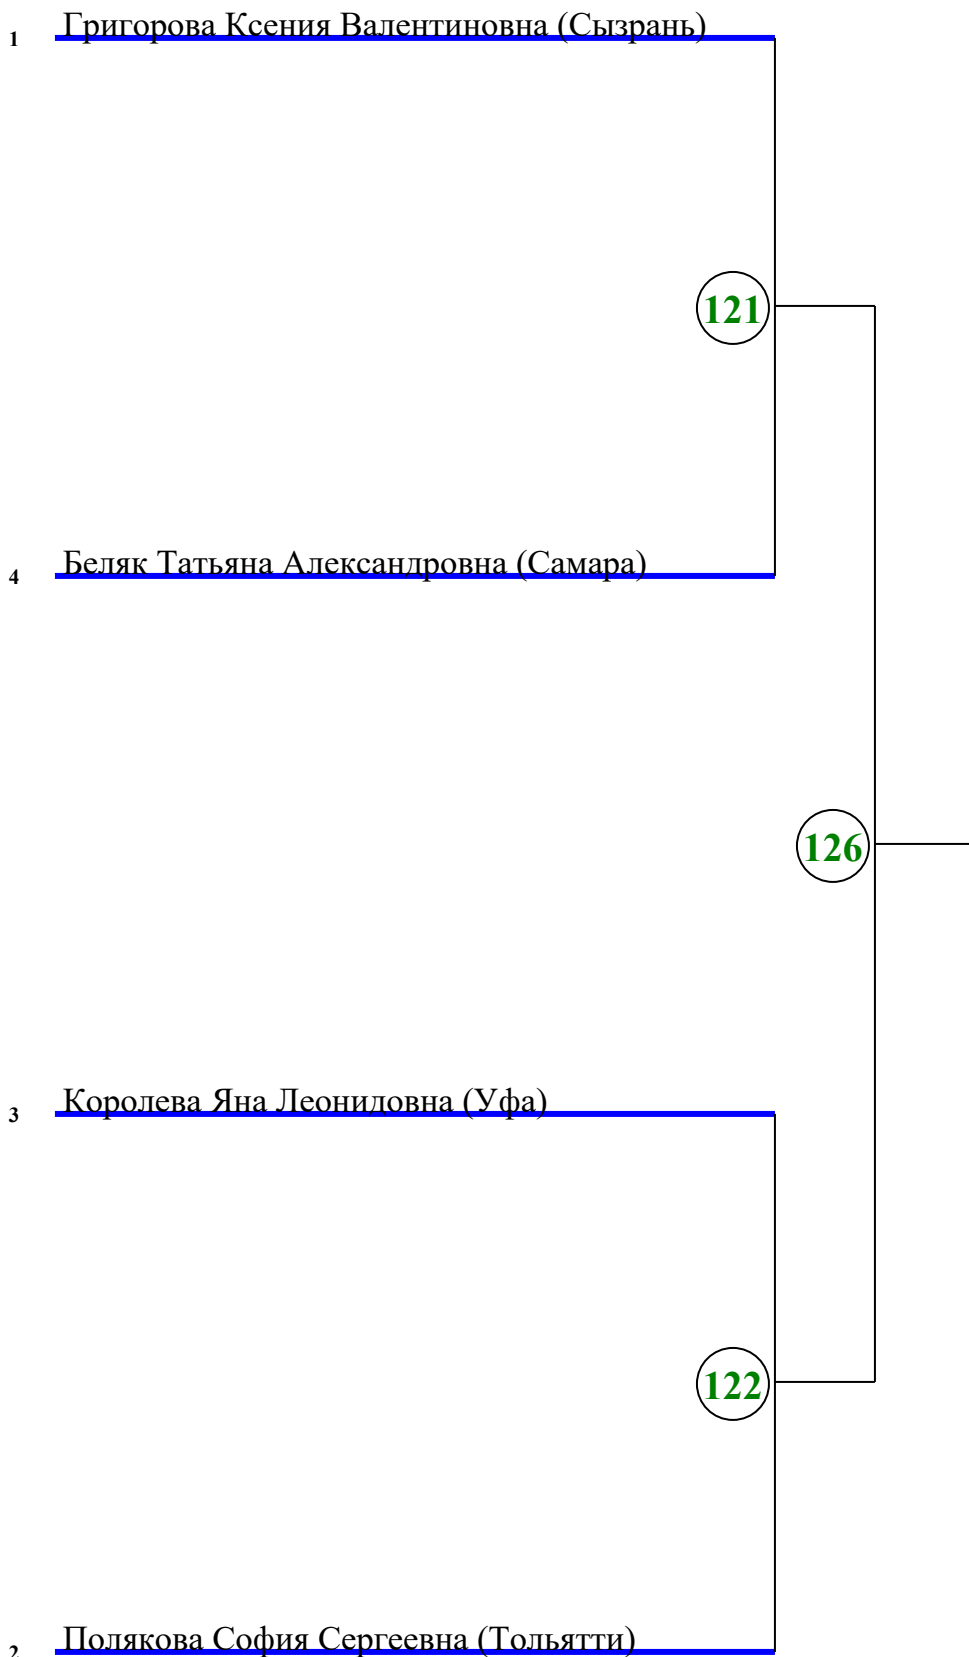 1 Григорова Ксения Валентиновна (Сызрань)
121
4 Беляк Татьяна Александровна (Самара)
126
3 Королева Яна Леонидовна (Уфа)
122
2 Полякова София Сергеевна (Тольятти)